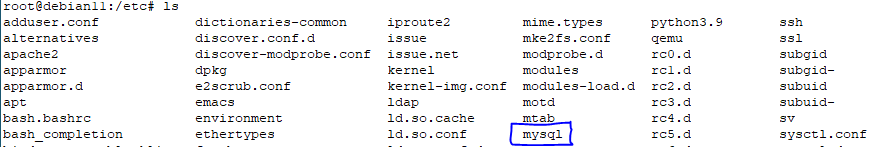 root@debian11:/etc# ls
adduser.conf dictionaries-common iproute2 mime.types python3.9 ssh
alternatives discover.conf.d issue mke2fs.conf qemu ssl
apache2 discover-modprobe.conf issue.net modprobe.d rc0.d subgid
apparmor dpkg kernel modules rc1.d subgid-
apparmor.d e2scrub.conf kernel-img.conf modules-load.d rc2.d subuid
apt emacs ldap motd rc3.d subuid-
bash.bashrc environment ld.so.cache mtab rc4.d sv
bash_completion ethertypes ld.so.conf mysql rc5.d sysctl.conf